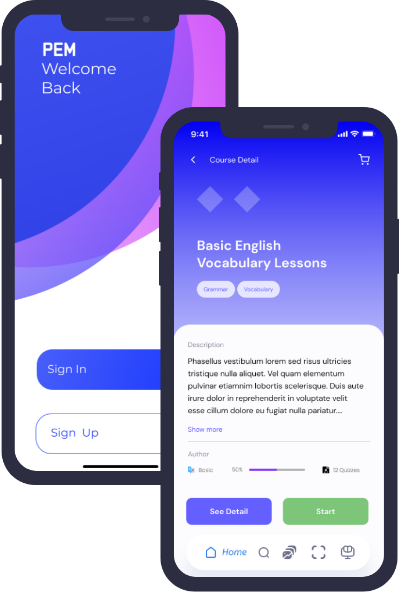 PEM
Welcome
Back
Sign In
Sign Up
9:41
Course Detail
Basic English
Vocabulary Lessons
Grammar Vocabulary
Description
Phasellus vestibulum lorem sed risus ultricies
tristique nulla aliquet. Vel quam elementum
pulvinar etiamnim lobortis scelerisque. Duis aute
irure dolor in reprehenderit in voluptate velit
esse cillum dolore eu fugiat nulla pariatur....
Show more
Author
Basic 50% 12 Quizzes
See Detail Start
Home